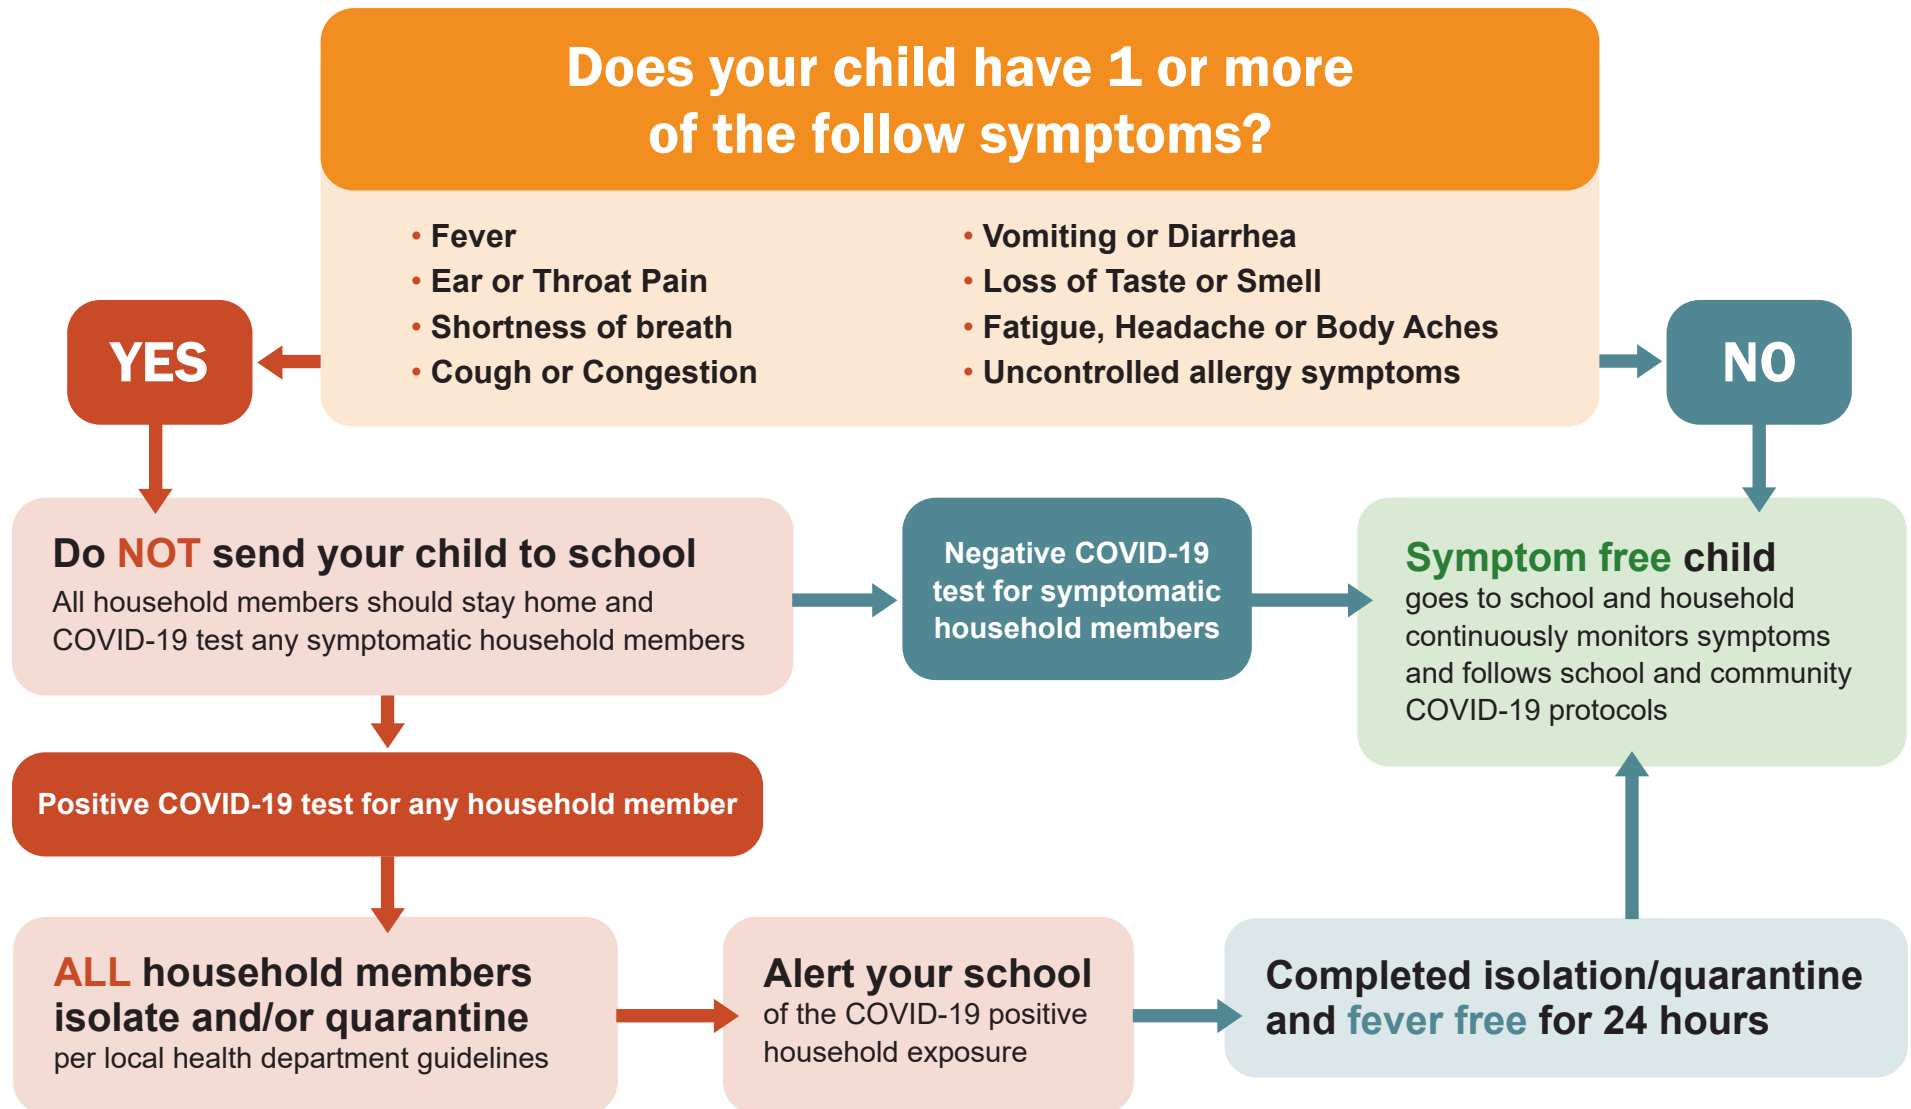 Does your child have 1 or more
of the follow symptoms?
• Fever
• Ear or Throat Pain
• Shortness of breath
• Cough or Congestion
• Vomiting or Diarrhea
• Loss of Taste or Smell
• Fatigue, Headache or Body Aches
• Uncontrolled allergy symptoms
YES
NO
Do NOT send your child to school
All household members should stay home and
COVID-19 test any symptomatic household members
Negative COVID-19
test for symptomatic
household members
Symptom free child
goes to school and household
continuously monitors symptoms
and follows school and community
COVID-19 protocols
Positive COVID-19 test for any household member
ALL household members
isolate and/or quarantine
per local health department guidelines
Alert your school
of the COVID-19 positive
household exposure
Completed isolation/quarantine
and fever free for 24 hours